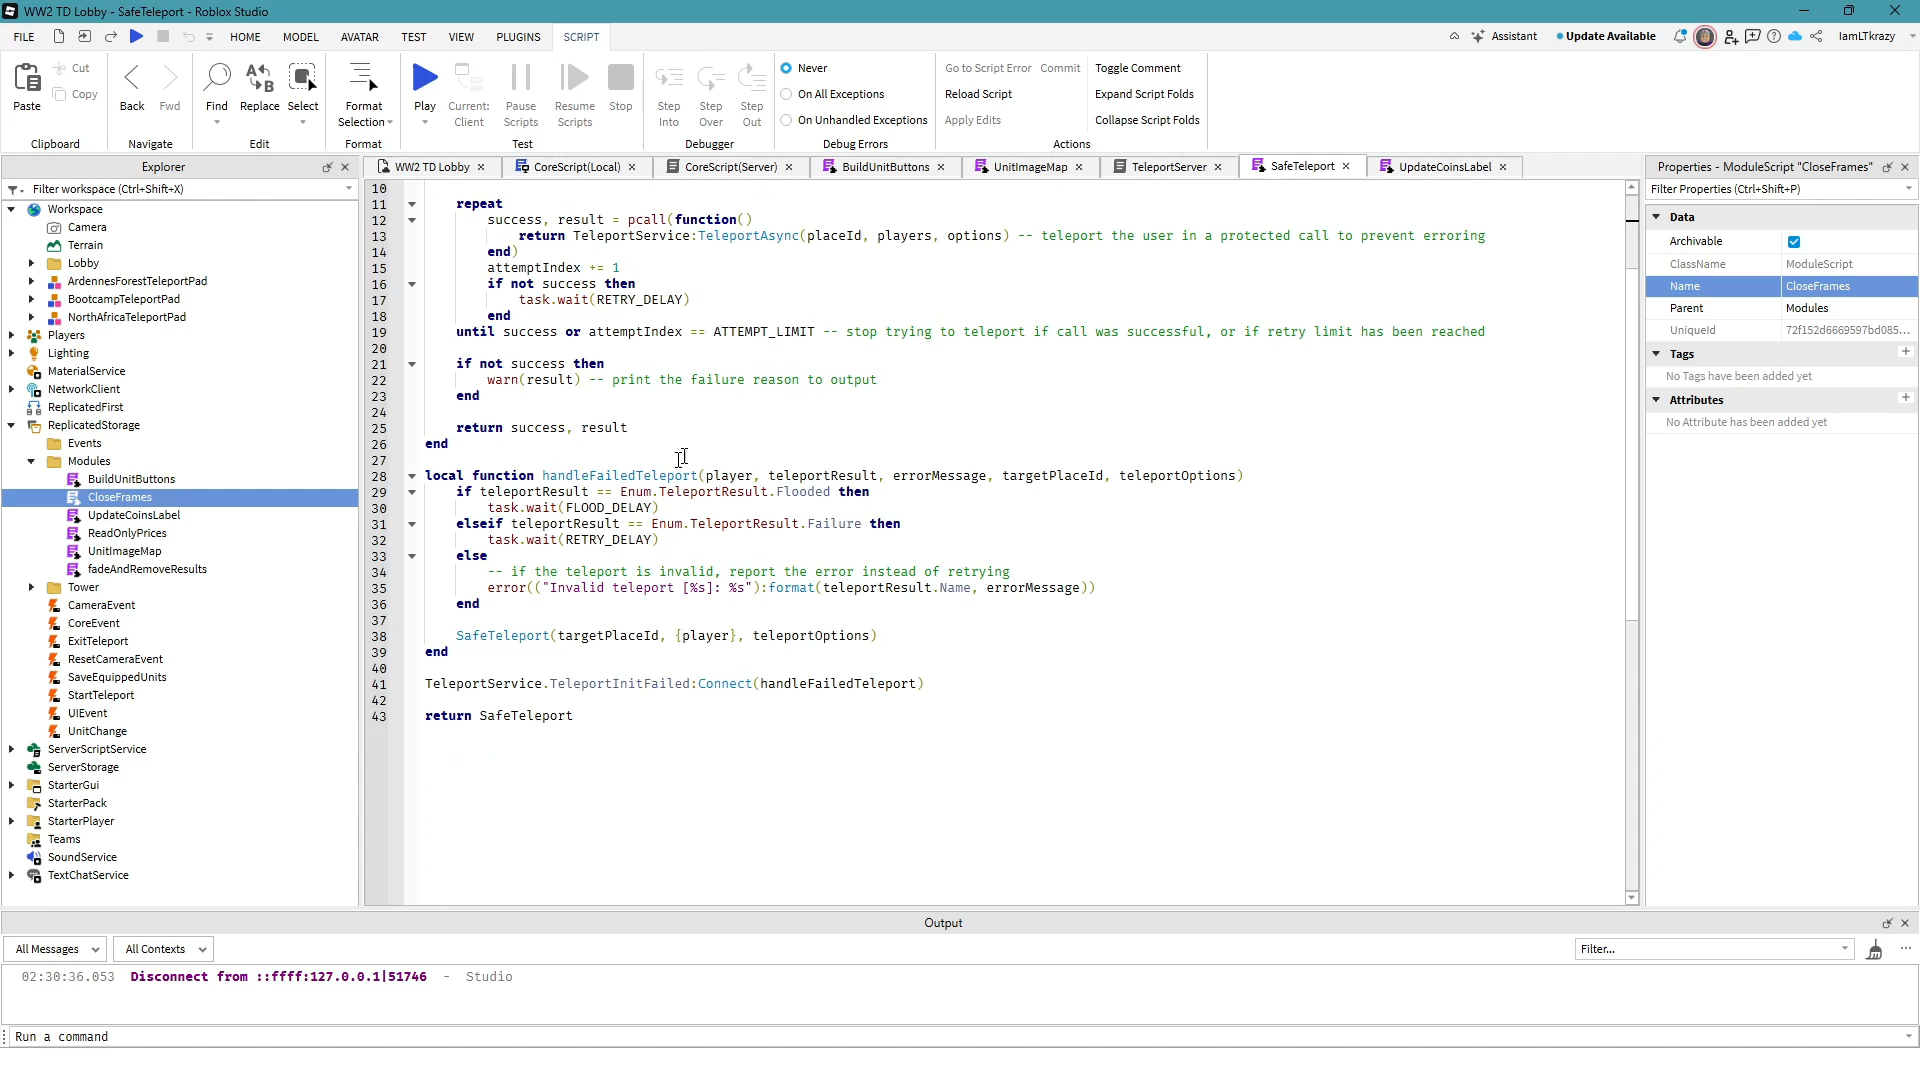 WW2 TD Lobby - SafeTeleport - Roblox Studio
FILE HOME MODEL AVATAR TEST VIEW PLUGINS SCRIPT Assistant Update Available IamLTkrazy
Paste Cut Copy
Clipboard
Back Fwd
Navigate
Find Replace Select
Edit
Format Selection
Format
Play Current: Client Pause Scripts Resume Scripts Stop
Test
Step Into Step Over Step Out
Debugger
Never
On All Exceptions
On Unhandled Exceptions
Debug Errors
Go to Script Error Commit Toggle Comment
Reload Script Expand Script Folds
Apply Edits Collapse Script Folds
Actions
Explorer
Filter workspace (Ctrl+Shift+X)
Workspace
Camera
Terrain
Lobby
ArdennesForestTeleportPad
BootcampTeleportPad
NorthAfricaTeleportPad
Players
Lighting
MaterialService
NetworkClient
ReplicatedFirst
ReplicatedStorage
Events
Modules
BuildUnitButtons
CloseFrames
UpdateCoinsLabel
ReadOnlyPrices
UnitImageMap
fadeAndRemoveResults
Tower
CameraEvent
CoreEvent
ExitTeleport
ResetCameraEvent
SaveEquippedUnits
StartTeleport
UIEvent
UnitChange
ServerScriptService
ServerStorage
StarterGui
StarterPack
StarterPlayer
Teams
SoundService
TextChatService
WW2 TD Lobby CoreScript(Local) CoreScript(Server) BuildUnitButtons UnitImageMap TeleportServer SafeTeleport UpdateCoinsLabel
10
11 repeat
12 success, result = pcall(function()
13 return TeleportService:TeleportAsync(placeId, players, options) -- teleport the user in a protected call to prevent erroring
14 end)
15 attemptIndex += 1
16 if not success then
17 task.wait(RETRY_DELAY)
18 end
19 until success or attemptIndex == ATTEMPT_LIMIT -- stop trying to teleport if call was successful, or if retry limit has been reached
20
21 if not success then
22 warn(result) -- print the failure reason to output
23 end
24
25 return success, result
26 end
27
28 local function handleFailedTeleport(player, teleportResult, errorMessage, targetPlaceId, teleportOptions)
29 if teleportResult == Enum.TeleportResult.Flooded then
30 task.wait(FLOOD_DELAY)
31 elseif teleportResult == Enum.TeleportResult.Failure then
32 task.wait(RETRY_DELAY)
33 else
34 -- if the teleport is invalid, report the error instead of retrying
35 error(("Invalid teleport [%s]: %s"):format(teleportResult.Name, errorMessage))
36 end
37
38 SafeTeleport(targetPlaceId, {player}, teleportOptions)
39 end
40
41 TeleportService.TeleportInitFailed:Connect(handleFailedTeleport)
42
43 return SafeTeleport
Properties - ModuleScript "CloseFrames"
Filter Properties (Ctrl+Shift+P)
Data
Archivable
ClassName ModuleScript
Name CloseFrames
Parent Modules
UniqueId 72f152d6669597bd085...
Tags
No Tags have been added yet
Attributes
No Attribute has been added yet
Output
All Messages All Contexts Filter...
02:30:36.053 Disconnect from ::ffff:127.0.0.1|51746 - Studio
Run a command